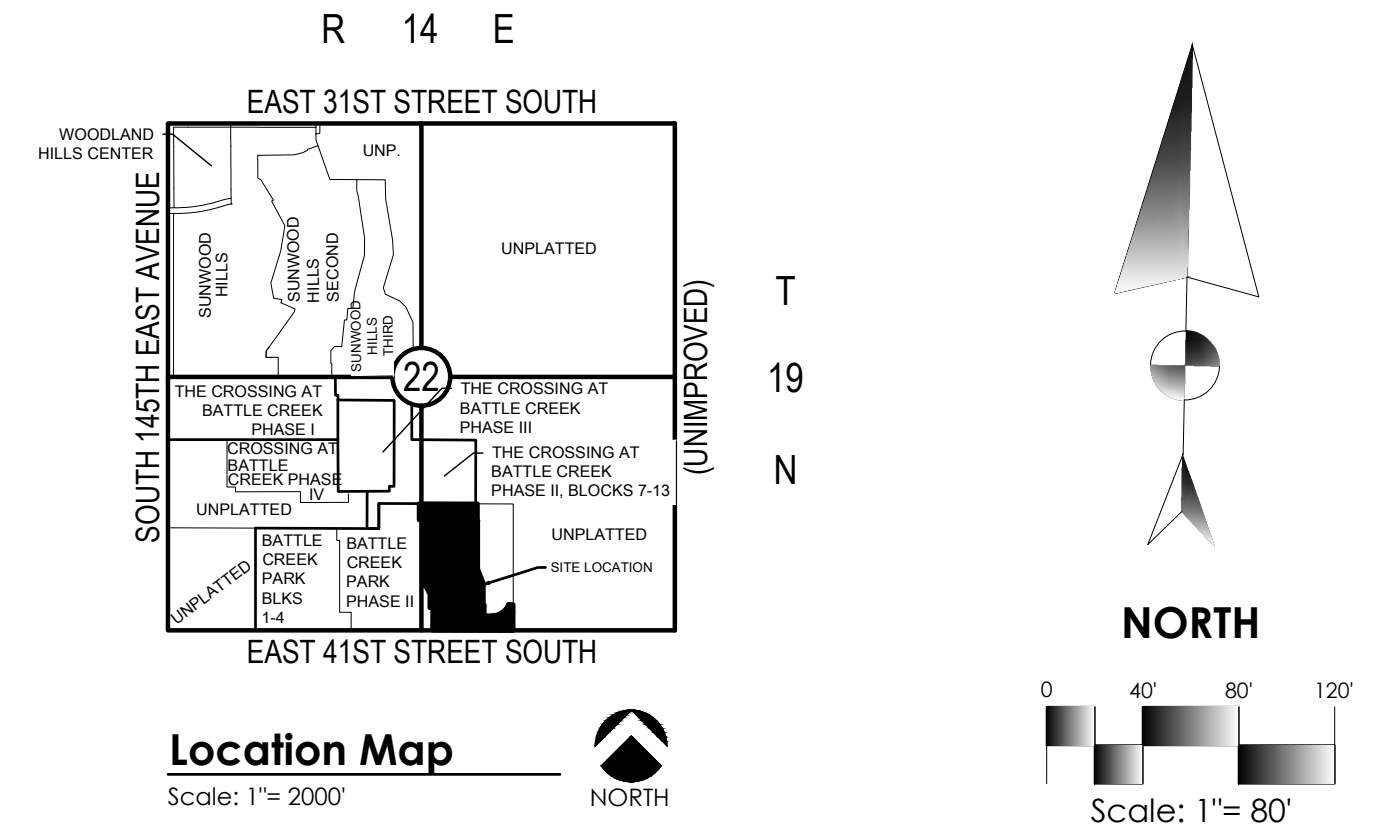 R 14 E
EAST 31ST STREET SOUTH
WOODLAND
HILLS CENTER
UNP.
SOUTH 145TH EAST AVENUE
SUNWOOD
HILLS
SUNWOOD
HILLS
SECOND
SUNWOOD
HILLS
THIRD
UNPLATTED
(UNIMPROVED)
T
19
N
22
THE CROSSING AT
BATTLE CREEK
PHASE I
THE CROSSING AT
BATTLE CREEK
PHASE III
CROSSING AT
BATTLE
CREEK PHASE
IV
THE CROSSING AT
BATTLE CREEK
PHASE II, BLOCKS 7-13
UNPLATTED
UNPLATTED
UNPLATTED
BATTLE
CREEK
PARK
BLKS
1-4
BATTLE
CREEK
PARK
PHASE II
SITE LOCATION
EAST 41ST STREET SOUTH
Location Map
Scale: 1"= 2000'
NORTH
NORTH
0 40' 80' 120'
Scale: 1"= 80'